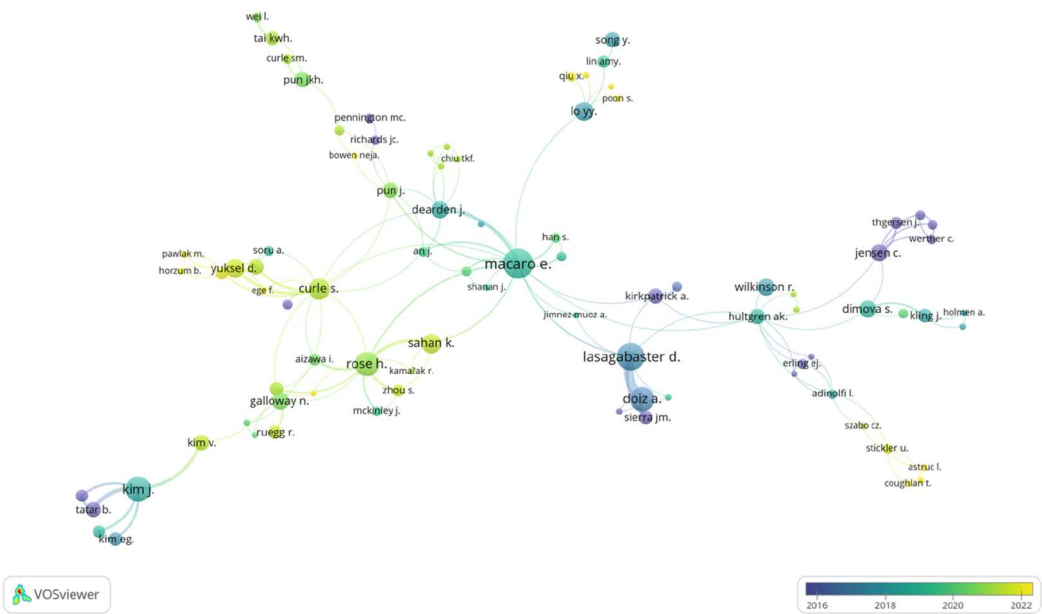 wei l.
tai kwh.
song y.
curle sm.
lin amy.
qiu x.
pun jkh.
poon s.
lo yy.
pennington mc.
richards jc.
bowen neja.
chiu tkf.
pun j.
dearden j.
thgersen j.
werther c.
han s.
soru a.
an j.
pawlak m.
jensen c.
yuksel d.
macaro e.
horzum b.
sharran j.
wilkinson r.
ege f.
curle s.
kirkpatrick a.
dimova s.
kling j.
holmen a.
jimnez-muoz a.
hultgren ak.
sahan k.
aizawa i.
rose h.
lasagabaster d.
kama?ak r.
erling ej.
zhou s.
adinolfi l.
galloway n.
doiz a.
mckinley j.
sierra jm.
szabo cz.
ruegg r.
kim v.
stickler u.
astruc l.
coughlan t.
kim j.
tatar b.
kim eg.
VOSviewer
2016 2018 2020 2022